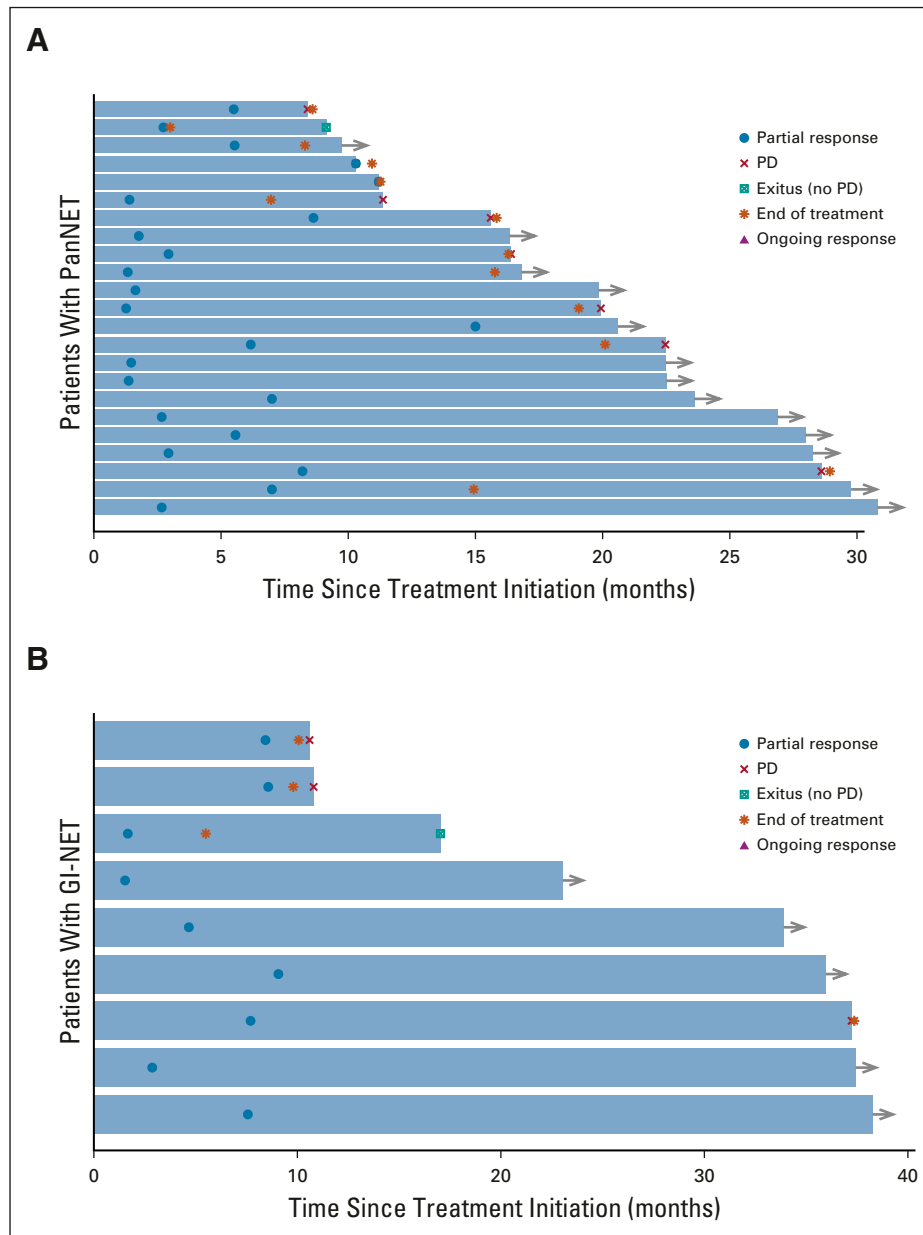 A
Patients With PanNET
Partial response
PD
Exitus (no PD)
End of treatment
Ongoing response
0 5 10 15 20 25 30
Time Since Treatment Initiation (months)
B
Patients With GI-NET
Partial response
PD
Exitus (no PD)
End of treatment
Ongoing response
0 10 20 30 40
Time Since Treatment Initiation (months)